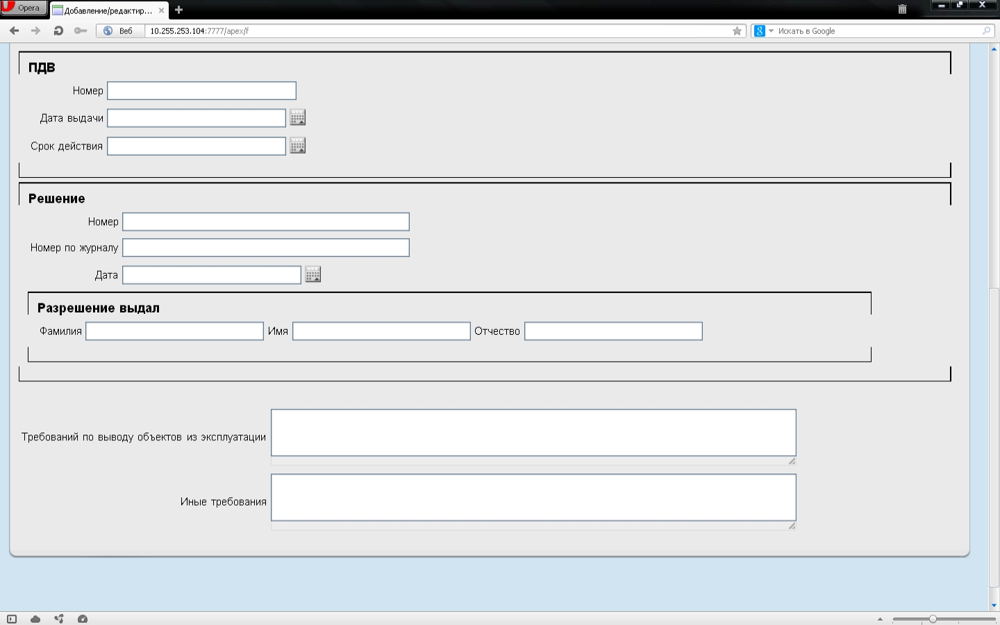 Opera
Добавление/редактир...
Веб
10.255.253.104:7777/apex/f
Искать в Google
ПДВ
Номер
Дата выдачи
Срок действия
Решение
Номер
Номер по журналу
Дата
Разрешение выдал
Фамилия Имя Отчество
Требований по выводу объектов из эксплуатации
Иные требования